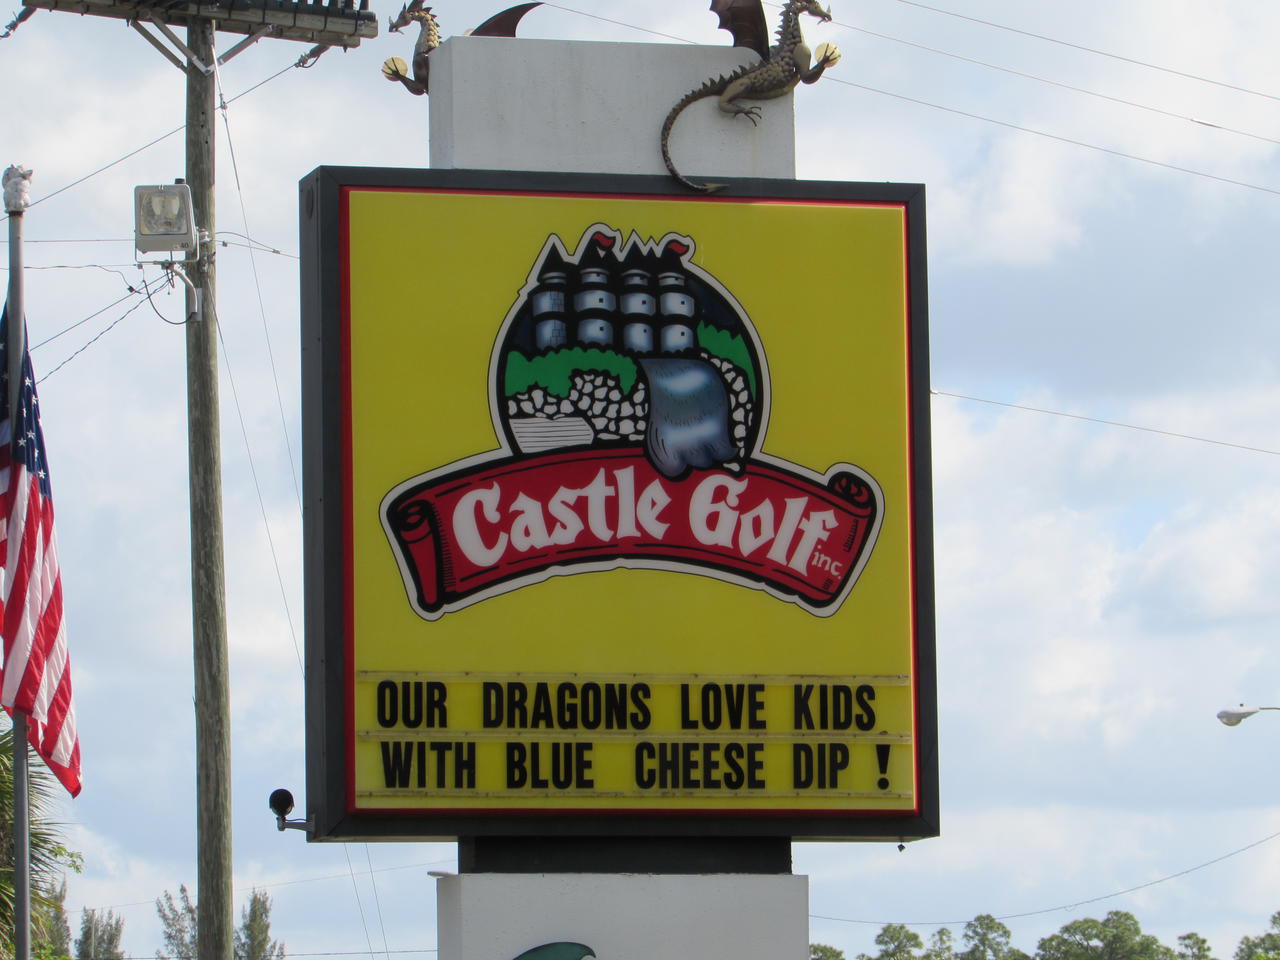 Castle Golf
inc.
OUR DRAGONS LOVE KIDS
WITH BLUE CHEESE DIP !